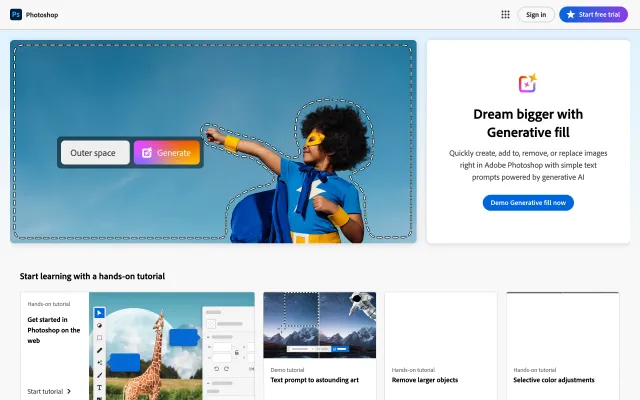 Ps Photoshop
Sign in
Start free trial
Outer space
Generate
Dream bigger with
Generative fill
Quickly create, add to, remove, or replace images
right in Adobe Photoshop with simple text
prompts powered by generative AI
Demo Generative fill now
Start learning with a hands-on tutorial
Hands-on tutorial
Get started in
Photoshop on the
web
Start tutorial
Demo tutorial
Text prompt to astounding art
Hands-on tutorial
Remove larger objects
Hands-on tutorial
Selective color adjustments